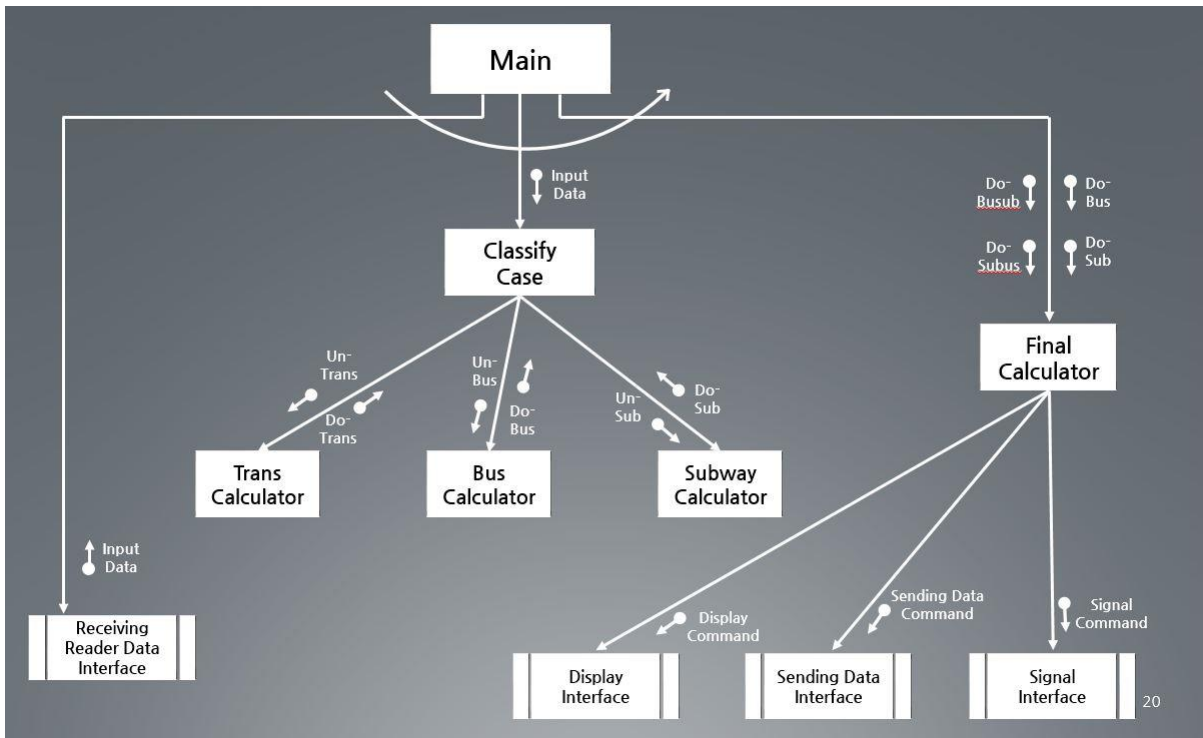 Main
Input
Data
Do-
Busub
Do-
Bus
Do-
Subus
Do-
Sub
Classify
Case
Final
Calculator
Un-
Trans
Do-
Trans
Un-
Bus
Do-
Bus
Un-
Sub
Do-
Sub
Trans
Calculator
Bus
Calculator
Subway
Calculator
Input
Data
Receiving
Reader Data
Interface
Display
Command
Sending Data
Command
Signal
Command
Display
Interface
Sending Data
Interface
Signal
Interface
20